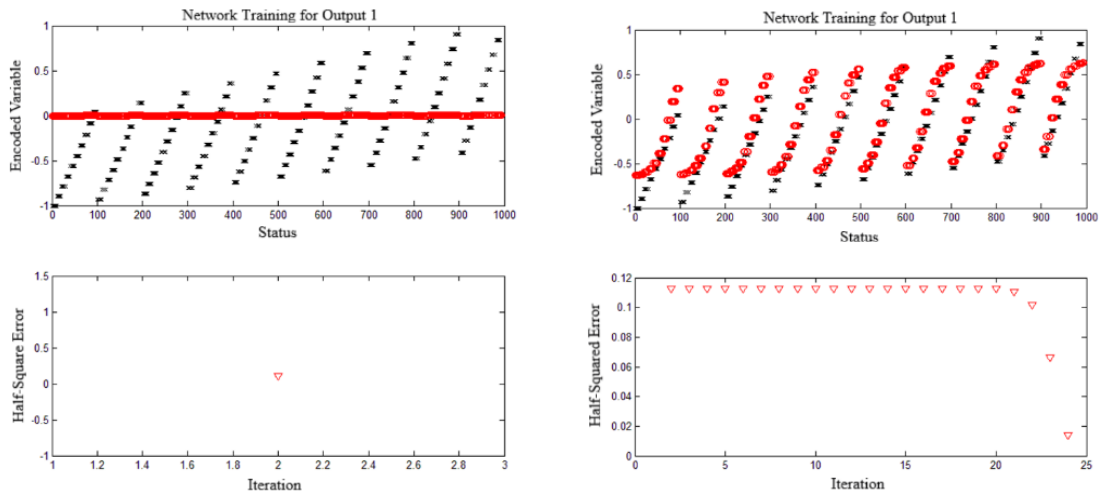 Network Training for Output 1
Encoded Variable
1
0.5
0
-0.5
-1
0 100 200 300 400 500 600 700 800 900 1000
Status
Network Training for Output 1
Encoded Variable
1
0.5
0
-0.5
-1
0 100 200 300 400 500 600 700 800 900 1000
Status
Half-Square Error
1.5
1
0.5
0
-0.5
-1
1 1.2 1.4 1.6 1.8 2 2.2 2.4 2.6 2.8 3
Iteration
Half-Squared Error
0.12
0.1
0.08
0.06
0.04
0.02
0
0 5 10 15 20 25
Iteration